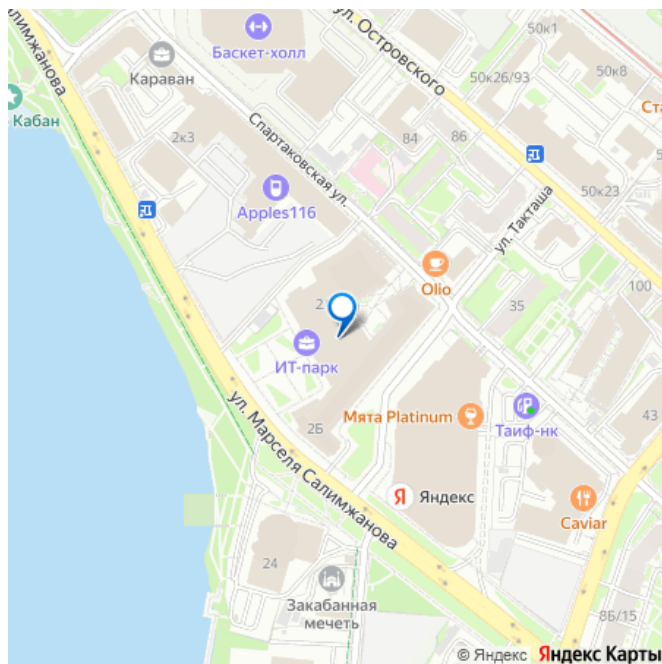 Салимжанова
Баскет-холл
ул. Островского
50к1
50к26/93
50к8
Караван
Ста
Кабан
2к3
Спартаковская ул.
84
86
50к23
Apples116
ул. Такташа
Olio
2
35
100
ИТ-парк
2Б
Мята Platinum
Таиф-НК
43
ул. Марселя Салимжанова
Я
Яндекс
Caviar
24
Закабанная
мечеть
8Б/15
© Яндекс Яндекс Карты